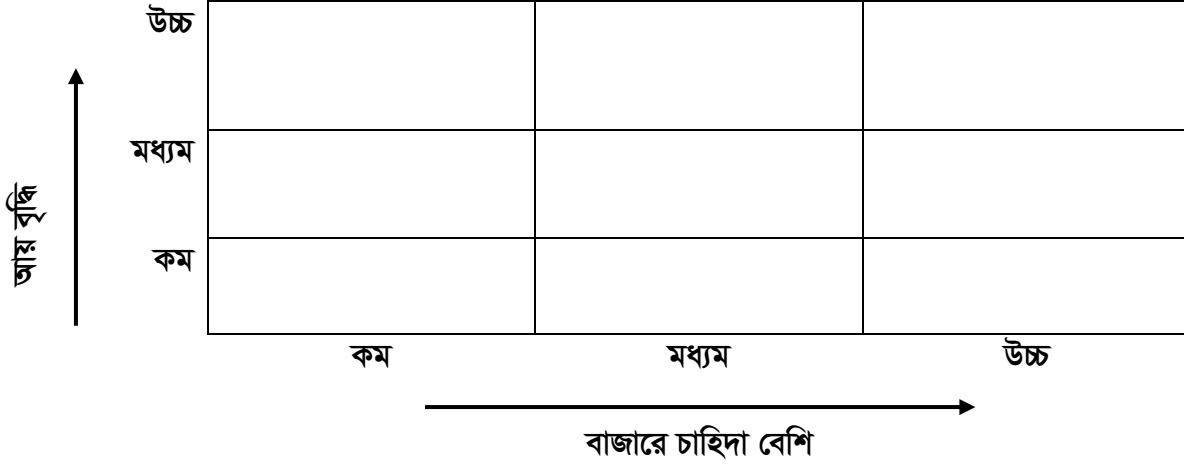 উচ্চ
মধ্যম
আয় বৃদ্ধি
কম
কম মধ্যম উচ্চ
বাজারে চাহিদা বেশি